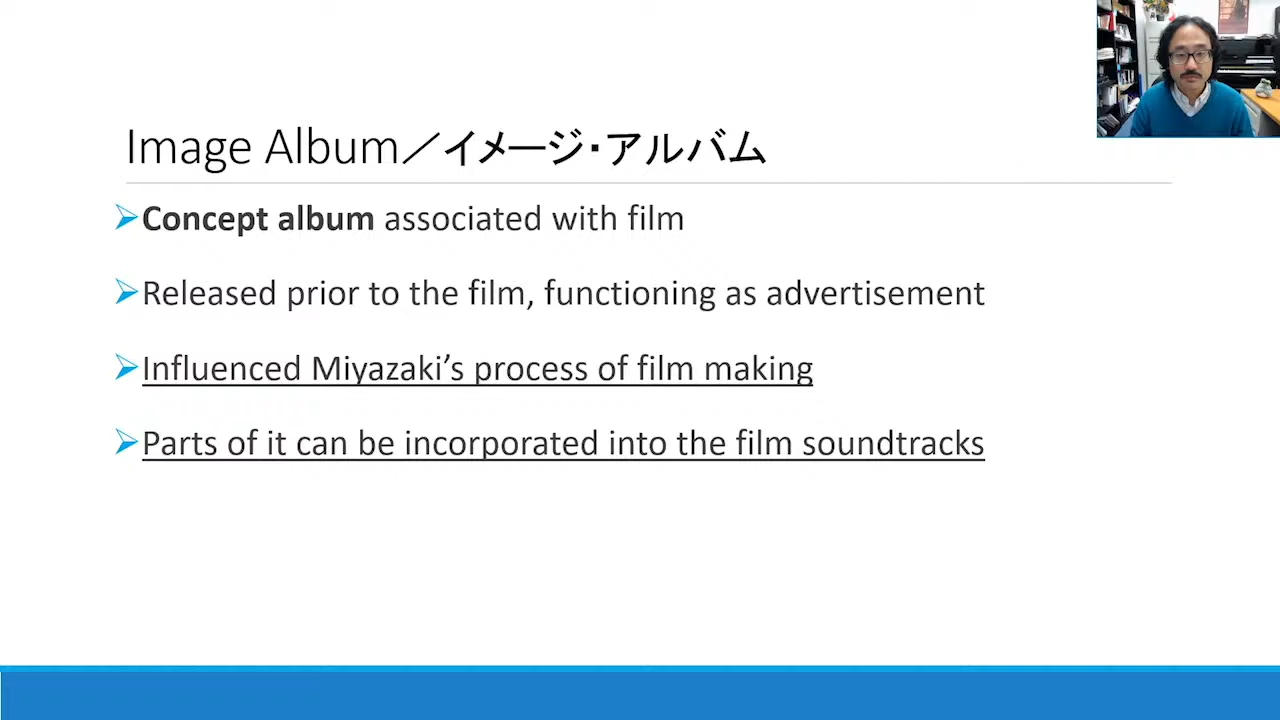 Image Album／イメージ・アルバム
➢Concept album associated with film
➢Released prior to the film, functioning as advertisement
➢Influenced Miyazaki’s process of film making
➢Parts of it can be incorporated into the film soundtracks